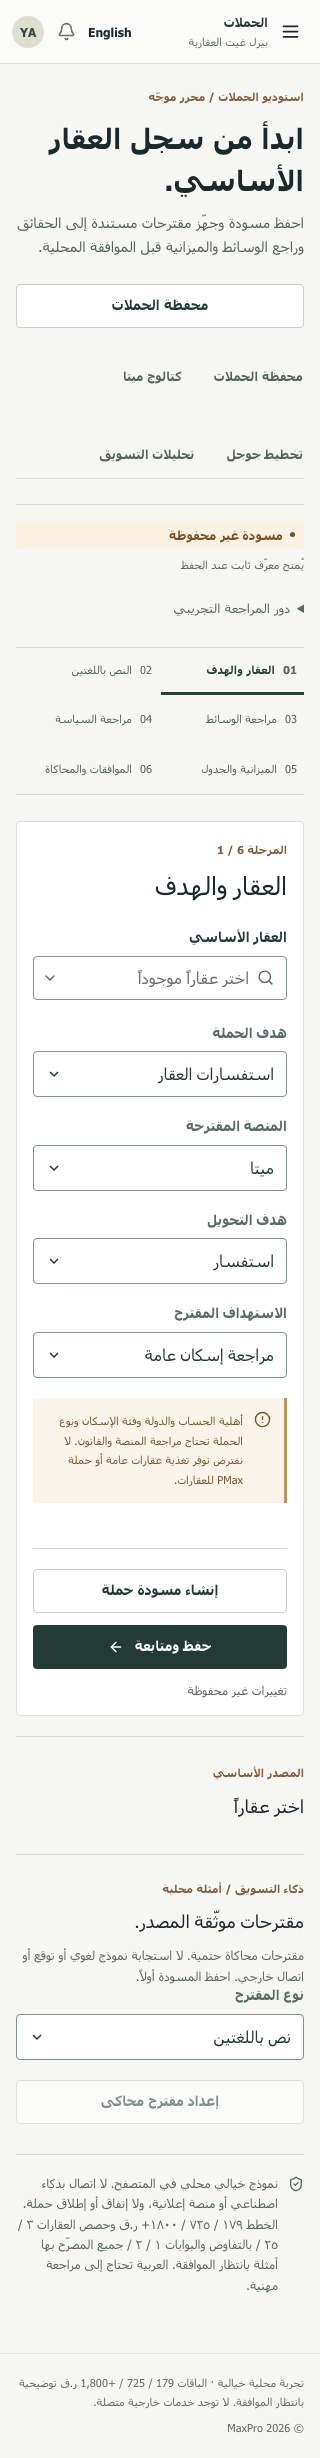 الحملات
بيرل غيت العقارية
English
YA
استوديو الحملات / محرر موجّه
ابدأ من سجل العقار
الأساسي.
احفظ مسودة وجهّز مقترحات مستندة إلى الحقائق
وراجع الوسائط والميزانية قبل الموافقة المحلية.
محفظة الحملات
محفظة الحملات
كتالوج ميتا
تخطيط جوجل
تحليلات التسويق
• مسودة غير محفوظة
يُمنح معرّف ثابت عند الحفظ
◀ دور المراجعة التجريبي
01 العقار والهدف
02 النص باللغتين
03 مراجعة الوسائط
04 مراجعة السياسة
05 الميزانية والجدول
06 الموافقات والمحاكاة
المرحلة 6 / 1
العقار والهدف
العقار الأساسي
اختر عقاراً موجوداً
هدف الحملة
استفسارات العقار
المنصة المقترحة
ميتا
هدف التحويل
استفسار
الاستهداف المقترح
مراجعة إسكان عامة
أهلية الحساب والدولة وفئة الإسكان ونوع
الحملة تحتاج مراجعة المنصة والقانون. لا
نفترض توفر تغذية عقارات عامة أو حملة
PMax للعقارات.
إنشاء مسودة حملة
حفظ ومتابعة ←
تغييرات غير محفوظة
المصدر الأساسي
اختر عقاراً
ذكاء التسويق / أمثلة محلية
مقترحات موثّقة المصدر.
مقترحات محاكاة حتمية. لا استجابة نموذج لغوي أو توقع أو
اتصال خارجي. احفظ المسودة أولاً.
نوع المقترح
نص باللغتين
إعداد مقترح محاكى
نموذج خيالي محلي في المتصفح. لا اتصال بذكاء
اصطناعي أو منصة إعلانية، ولا إنفاق أو إطلاق حملة.
الخطط ١٧٩ / ٧٢٥ / ١٨٠٠+ ر.ق وحصص العقارات ٣ /
٢٥ / بالتفاوض والبوابات ١ / ٢ / جميع المصرّح بها
أمثلة بانتظار الموافقة. العربية تحتاج إلى مراجعة
مهنية.
تجربة محلية خيالية · الباقات 179 / 725 / +1,800 ر.ق توضيحية
بانتظار الموافقة. لا توجد خدمات خارجية متصلة.
© 2026 MaxPro